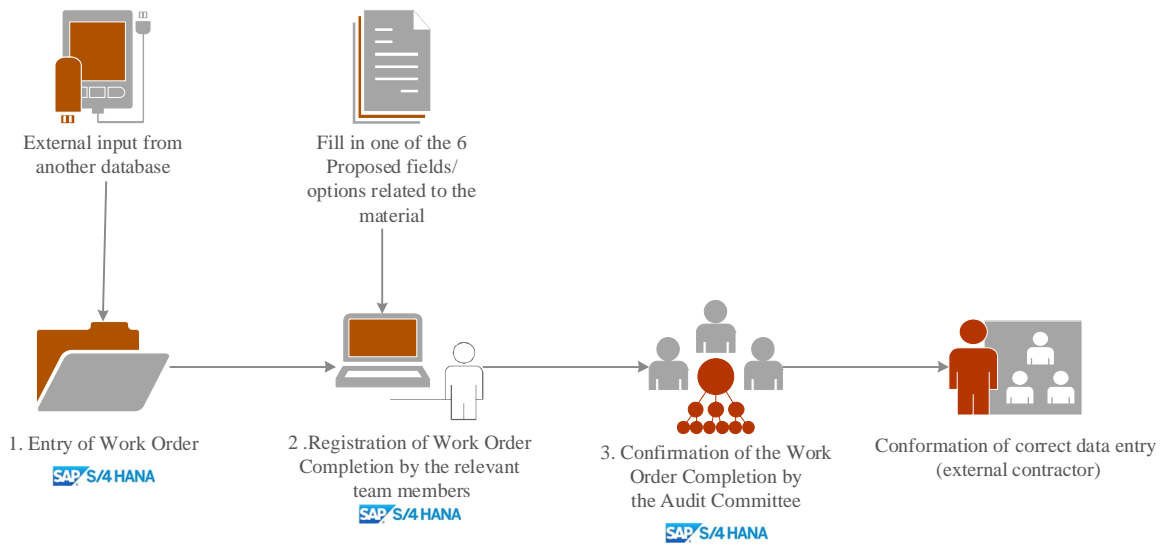 External input from
another database
Fill in one of the 6
Proposed fields/
options related to the
material
1. Entry of Work Order
SAP S/4 HANA
2 .Registration of Work Order
Completion by the relevant
team members
SAP S/4 HANA
3. Confirmation of the Work
Order Completion by
the Audit Committee
SAP S/4 HANA
Conformation of correct data entry
(external contractor)